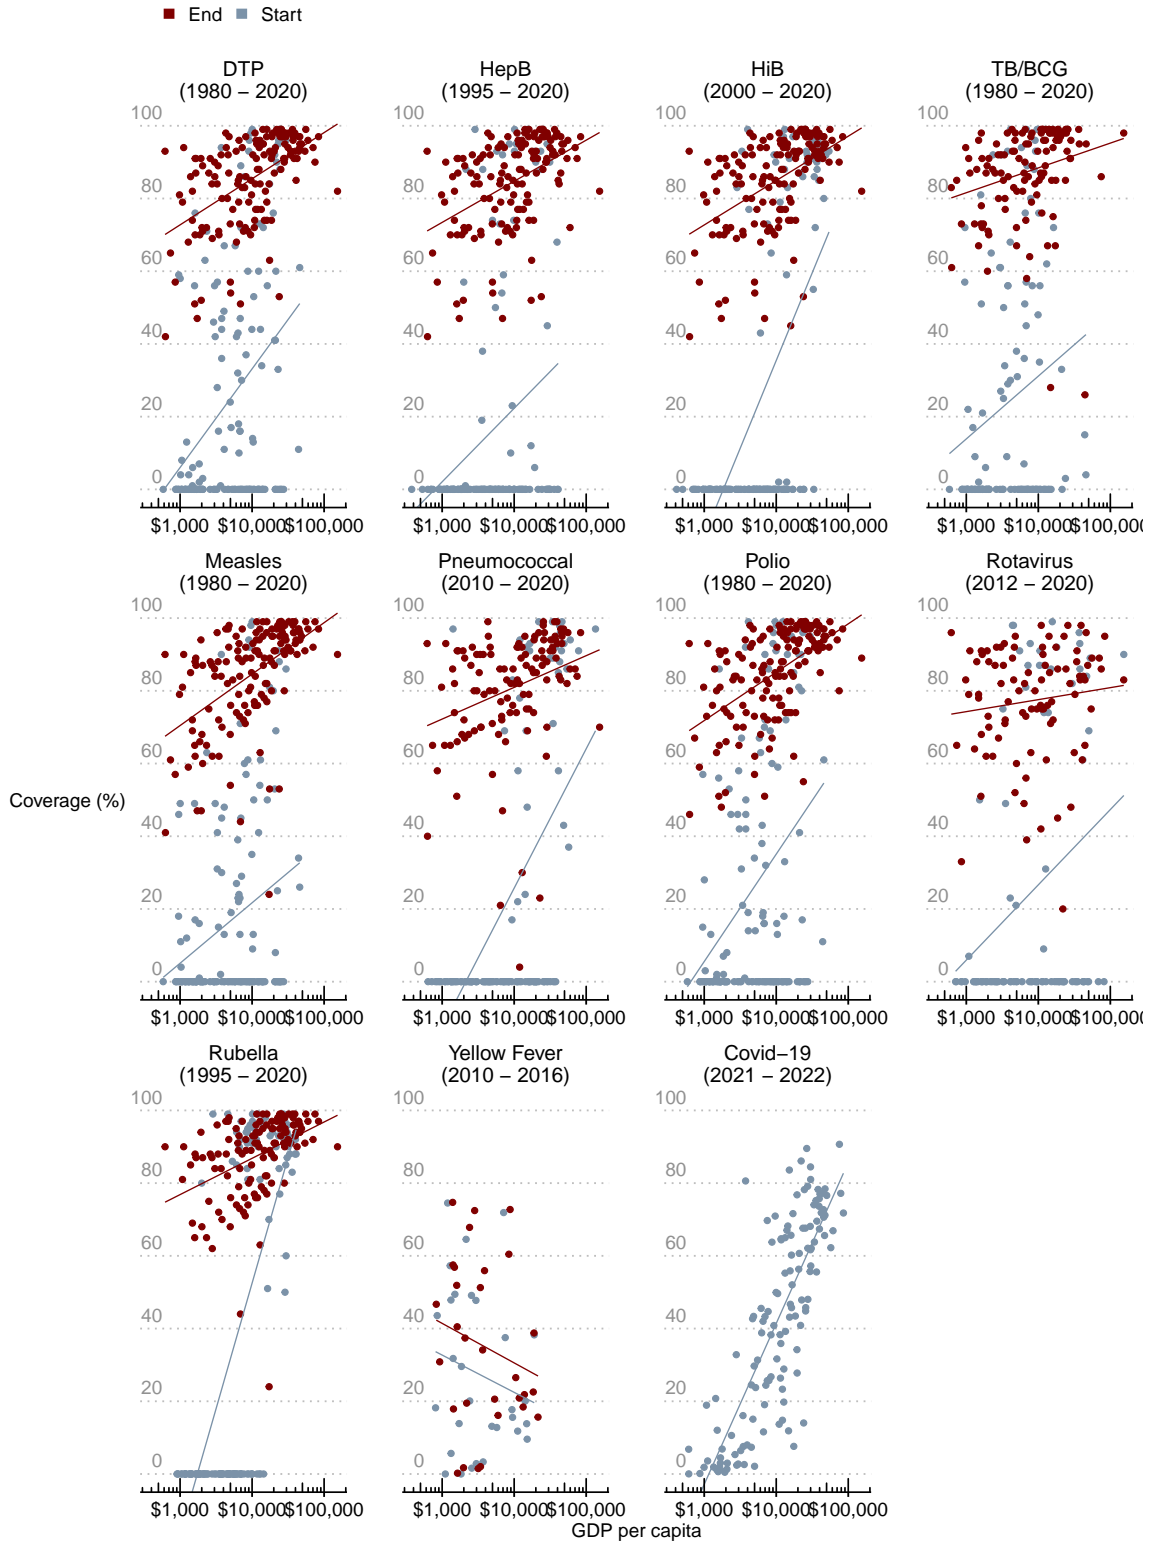 End Start
DTP HepB HiB TB/BCG
(1980 – 2020) (1995 – 2020) (2000 – 2020) (1980 – 2020)
100 100 100 100
80 80 80 80
60 60 60 60
40 40 40 40
20 20 20 20
0 0 0 0
$1,000 $10,000 $100,000 $1,000 $10,000 $100,000 $1,000 $10,000 $100,000 $1,000 $10,000 $100,000
Measles Pneumococcal Polio Rotavirus
(1980 – 2020) (2010 – 2020) (1980 – 2020) (2012 – 2020)
100 100 100 100
80 80 80 80
60 60 60 60
Coverage (%)
40 40 40 40
20 20 20 20
0 0 0 0
$1,000 $10,000 $100,000 $1,000 $10,000 $100,000 $1,000 $10,000 $100,000 $1,000 $10,000 $100,000
Rubella Yellow Fever Covid−19
(1995 – 2020) (2010 – 2016) (2021 – 2022)
100 100 100
80 80 80
60 60 60
40 40 40
20 20 20
0 0 0
$1,000 $10,000 $100,000 $1,000 $10,000 $100,000 $1,000 $10,000 $100,000
GDP per capita